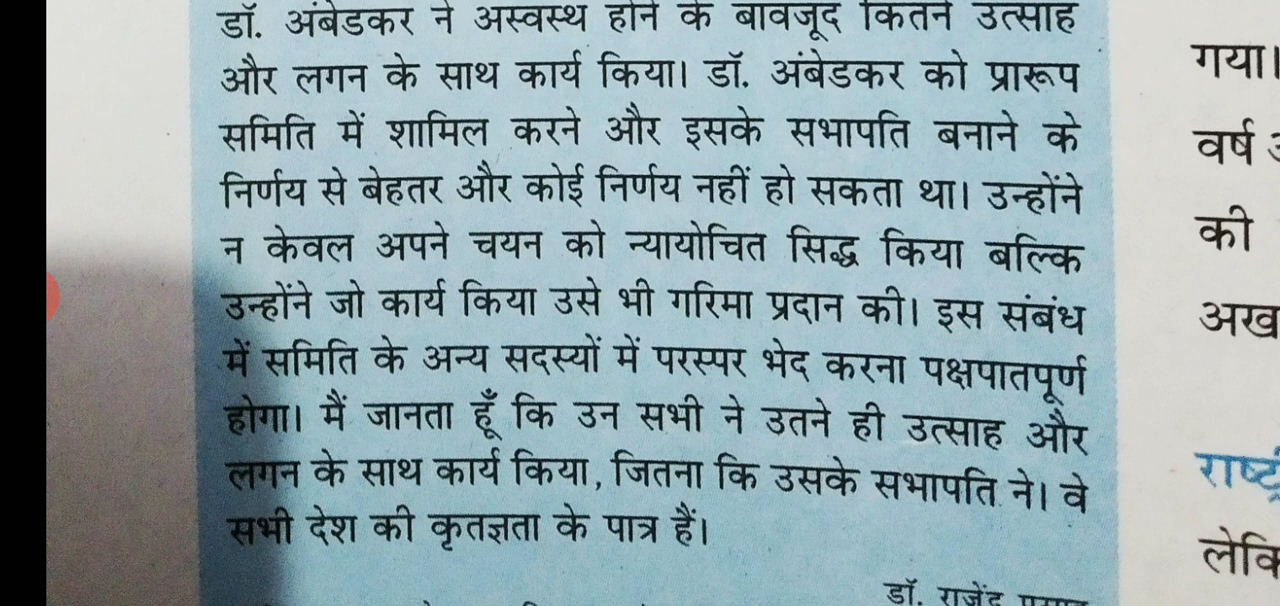 डॉ. अंबेडकर ने अस्वस्थ होने के बावजूद कितने उत्साह
और लगन के साथ कार्य किया। डॉ. अंबेडकर को प्रारूप
समिति में शामिल करने और इसके सभापति बनाने के
निर्णय से बेहतर और कोई निर्णय नहीं हो सकता था। उन्होंने
न केवल अपने चयन को न्यायोचित सिद्ध किया बल्कि
उन्होंने जो कार्य किया उसे भी गरिमा प्रदान की। इस संबंध
में समिति के अन्य सदस्यों में परस्पर भेद करना पक्षपातपूर्ण
होगा। मैं जानता हूँ कि उन सभी ने उतने ही उत्साह और
लगन के साथ कार्य किया, जितना कि उसके सभापति ने। वे
सभी देश की कृतज्ञता के पात्र हैं।
डॉ. राजेंद्र प्रसाद
गया।
वर्ष
की